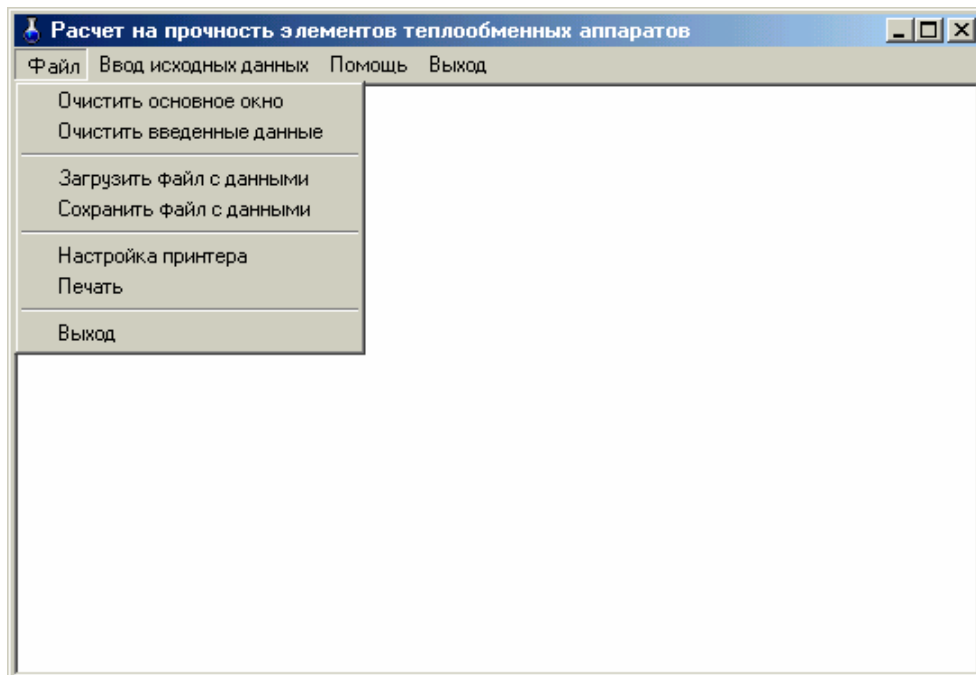 Расчет на прочность элементов теплообменных аппаратов
Файл Ввод исходных данных Помощь Выход
Очистить основное окно
Очистить введенные данные
Загрузить файл с данными
Сохранить файл с данными
Настройка принтера
Печать
Выход